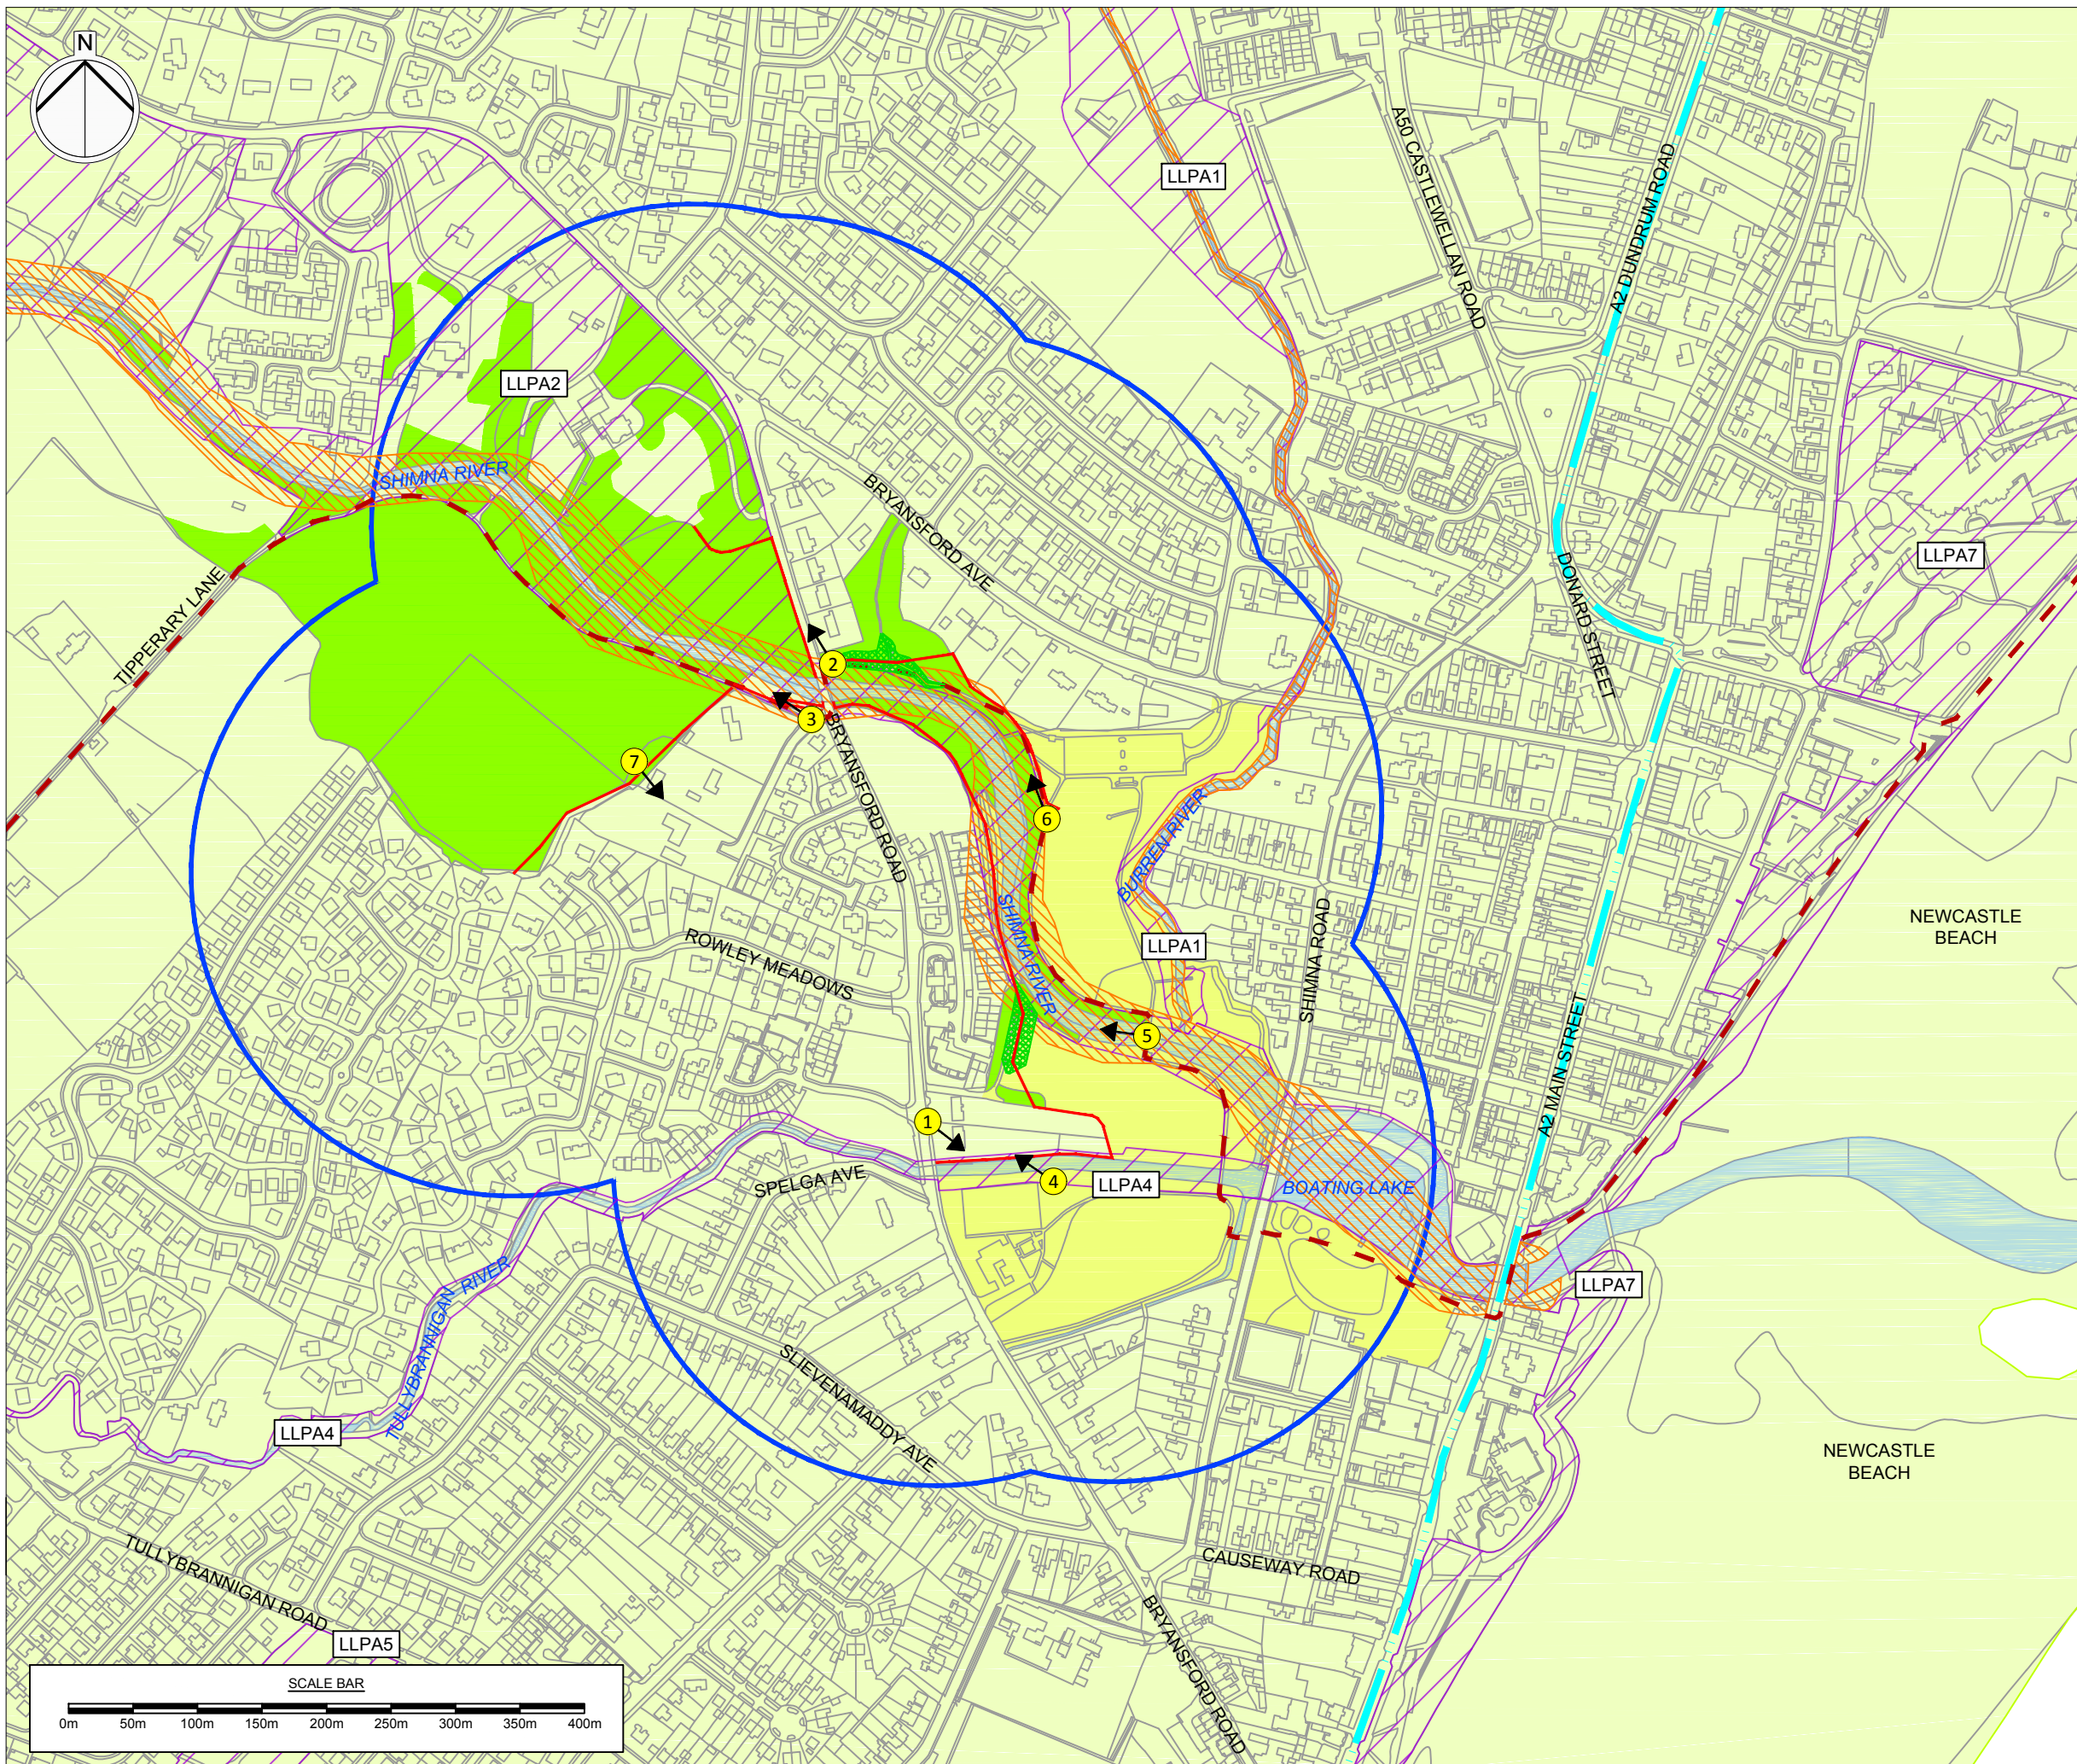 N
LLPA1
A50 CASTLEWELLAN ROAD
A2 DUNDRUM ROAD
LLPA2
SHIMNA RIVER
BRYANSFORD AVE
DONARD STREET
LLPA7
TIPPERARY LANE
2
3
BRYANSFORD ROAD
7
6
BURREN RIVER
SHIMNA RIVER
ROWLEY MEADOWS
LLPA1
SHIMNA ROAD
NEWCASTLE
BEACH
5
A2 MAIN STREET
1
4
SPELGA AVE
LLPA4
BOATING LAKE
LLPA7
TULLYBRANNIGAN RIVER
SLIEVENAMADDY AVE
LLPA4
NEWCASTLE
BEACH
TULLYBRANNIGAN ROAD
CAUSEWAY ROAD
BRYANSFORD ROAD
LLPA5
SCALE BAR
0m 50m 100m 150m 200m 250m 300m 350m 400m